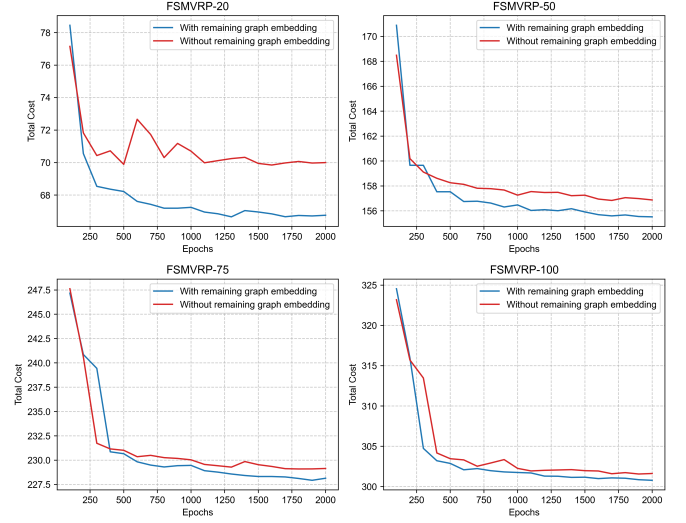 FSMVRP-20
With remaining graph embedding
Without remaining graph embedding
78
76
74
72
70
68
Total Cost
250 500 750 1000 1250 1500 1750 2000
Epochs
FSMVRP-50
With remaining graph embedding
Without remaining graph embedding
170
168
166
164
162
160
158
156
Total Cost
250 500 750 1000 1250 1500 1750 2000
Epochs
FSMVRP-75
With remaining graph embedding
Without remaining graph embedding
247.5
245.0
242.5
240.0
237.5
235.0
232.5
230.0
227.5
Total Cost
250 500 750 1000 1250 1500 1750 2000
Epochs
FSMVRP-100
With remaining graph embedding
Without remaining graph embedding
325
320
315
310
305
300
Total Cost
250 500 750 1000 1250 1500 1750 2000
Epochs